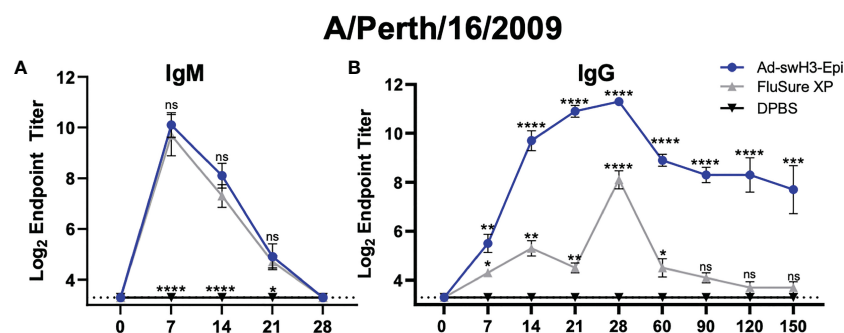 A/Perth/16/2009
A
IgM
Log2 Endpoint Titer
12
10
8
6
4
ns
ns
ns
**** **** *
0 7 14 21 28
B
IgG
Log2 Endpoint Titer
12
10
8
6
4
** **** **** **** **** **** **** ***
* ** ** **** * ns ns ns
0 7 14 21 28 60 90 120 150
Ad-swH3-Epi
FluSure XP
DPBS